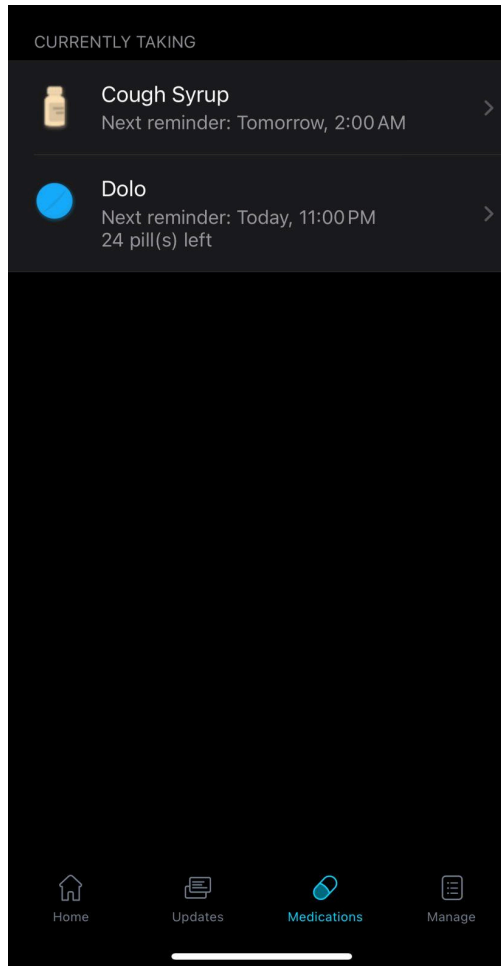 CURRENTLY TAKING
Cough Syrup
Next reminder: Tomorrow, 2:00 AM
Dolo
Next reminder: Today, 11:00 PM
24 pill(s) left
Home
Updates
Medications
Manage